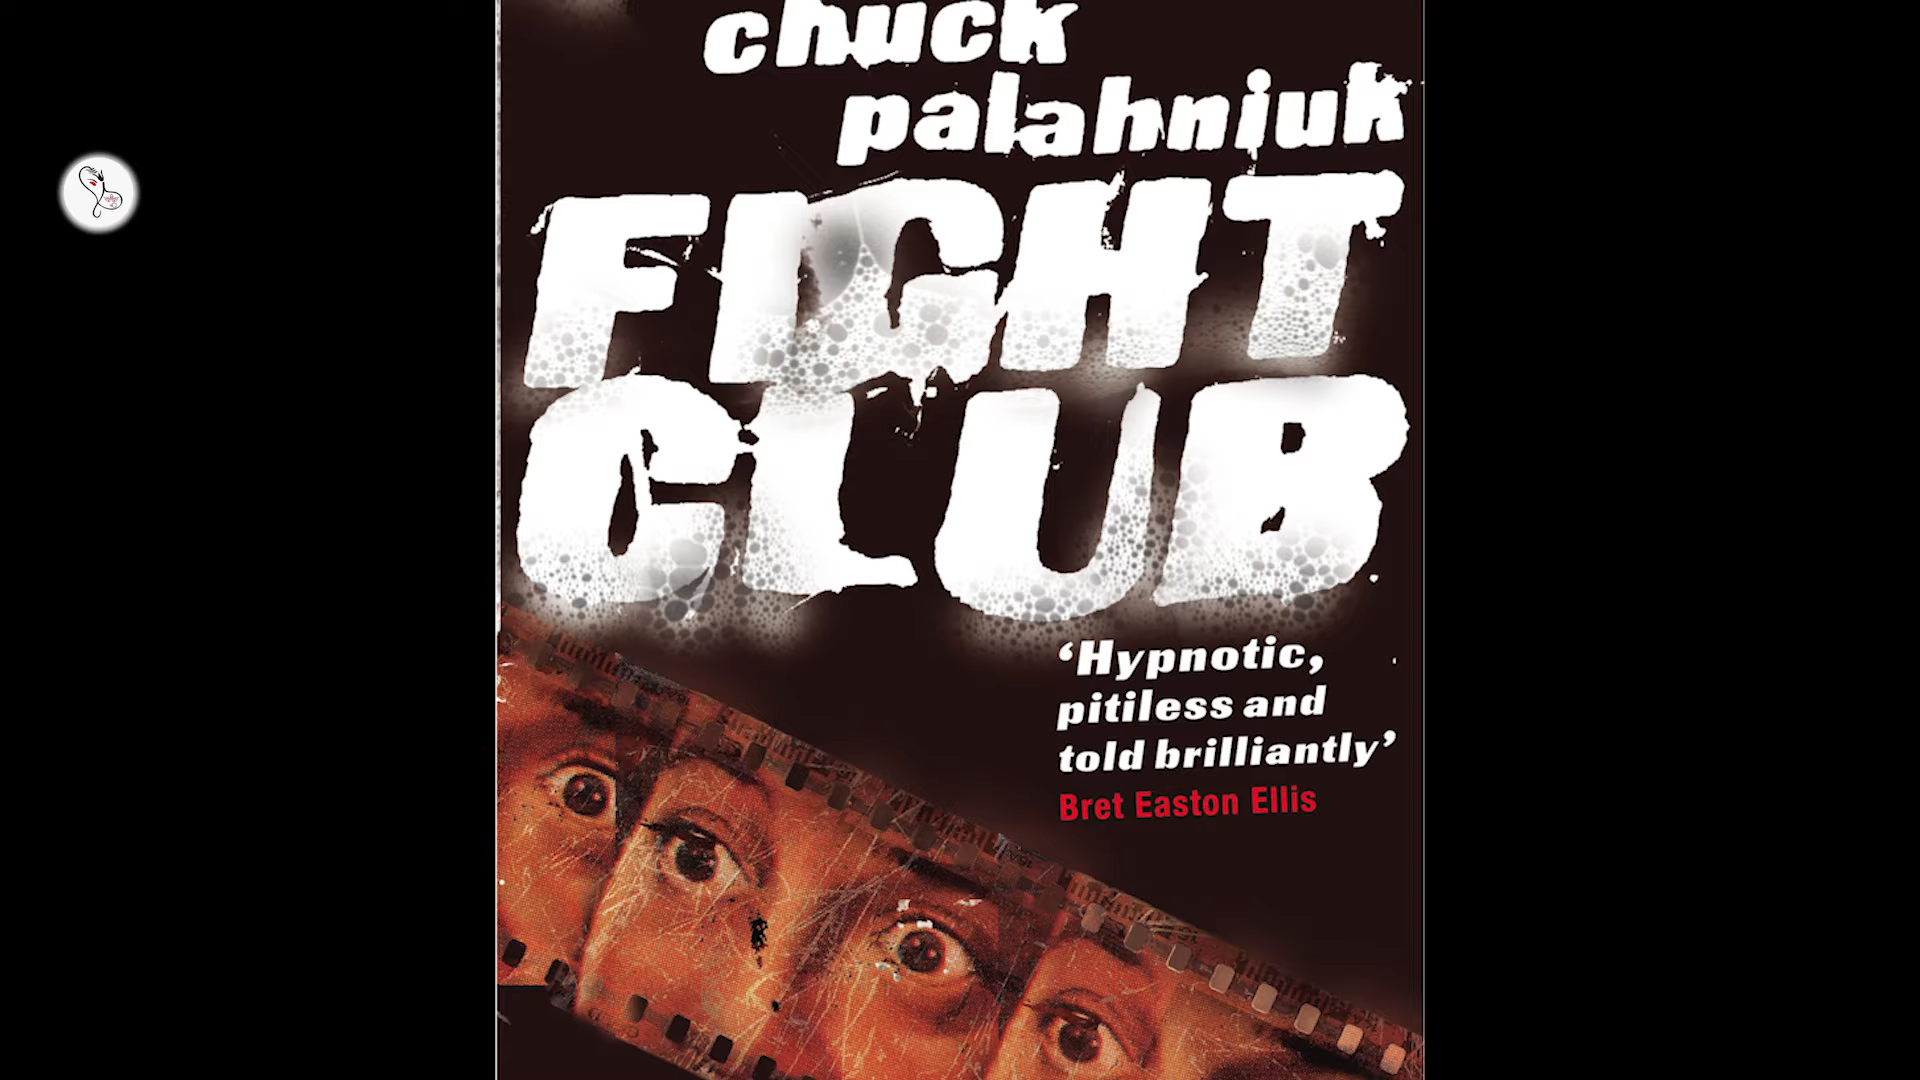 chuck
palahniuk
FIGHT
CLUB
‘Hypnotic,
pitiless and
told brilliantly’
Bret Easton Ellis